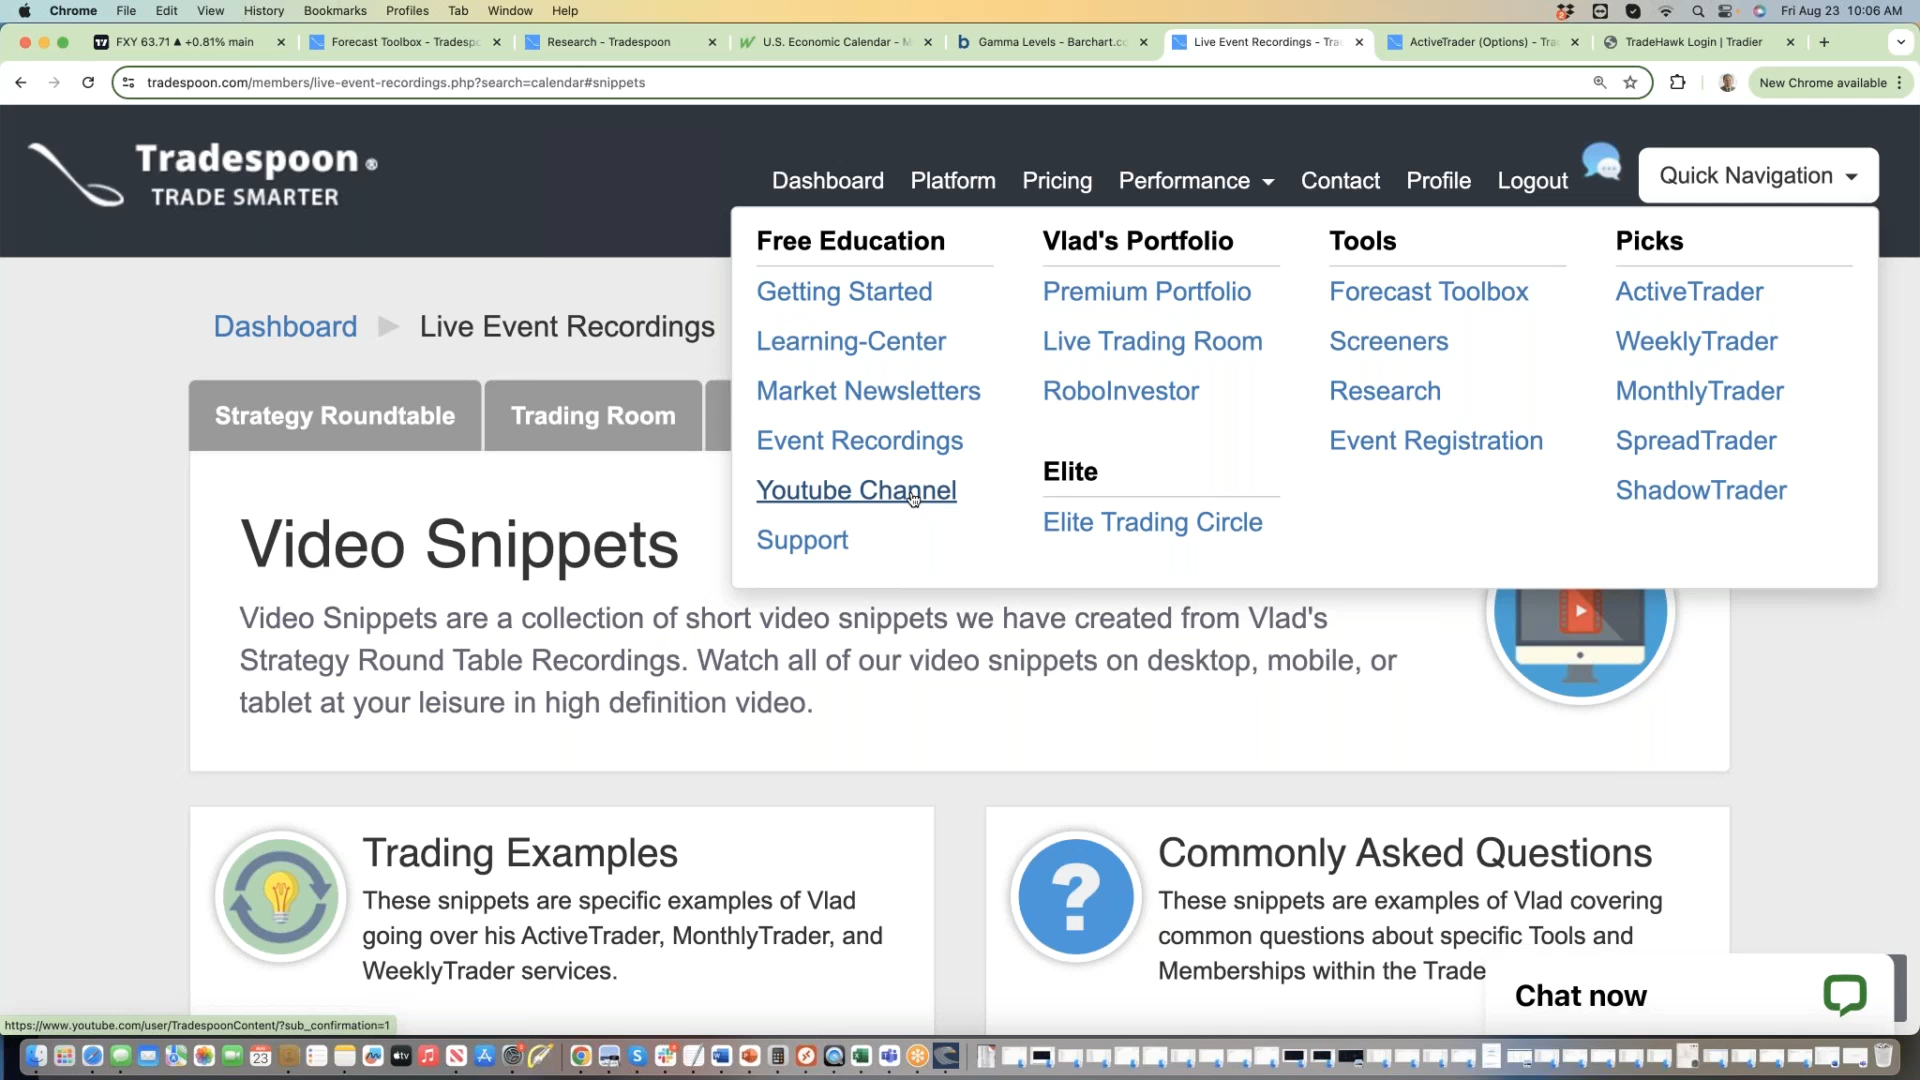 Chrome File Edit View History Bookmarks Profiles Tab Window Help Fri Aug 23 10:06 AM
FXY 63.71 ▲ +0.81% main
Forecast Toolbox - Tradesp
Research - Tradespoon
U.S. Economic Calendar - M
Gamma Levels - Barchart.co
Live Event Recordings - Tra
ActiveTrader (Options) - Tra
TradeHawk Login | Tradier
tradespoon.com/members/live-event-recordings.php?search=calendar#snippets
New Chrome available
Tradespoon ®
TRADE SMARTER
Dashboard Platform Pricing Performance Contact Profile Logout
Quick Navigation
Free Education
Getting Started
Learning-Center
Market Newsletters
Event Recordings
Youtube Channel
Support
Vlad's Portfolio
Premium Portfolio
Live Trading Room
RoboInvestor
Elite
Elite Trading Circle
Tools
Forecast Toolbox
Screeners
Research
Event Registration
Picks
ActiveTrader
WeeklyTrader
MonthlyTrader
SpreadTrader
ShadowTrader
Dashboard Live Event Recordings
Strategy Roundtable Trading Room
Video Snippets
Video Snippets are a collection of short video snippets we have created from Vlad's
Strategy Round Table Recordings. Watch all of our video snippets on desktop, mobile, or
tablet at your leisure in high definition video.
Trading Examples
These snippets are specific examples of Vlad
going over his ActiveTrader, MonthlyTrader, and
WeeklyTrader services.
Commonly Asked Questions
These snippets are examples of Vlad covering
common questions about specific Tools and
Memberships within the Trade
Chat now
https://www.youtube.com/user/TradespoonContent/?sub_confirmation=1
23